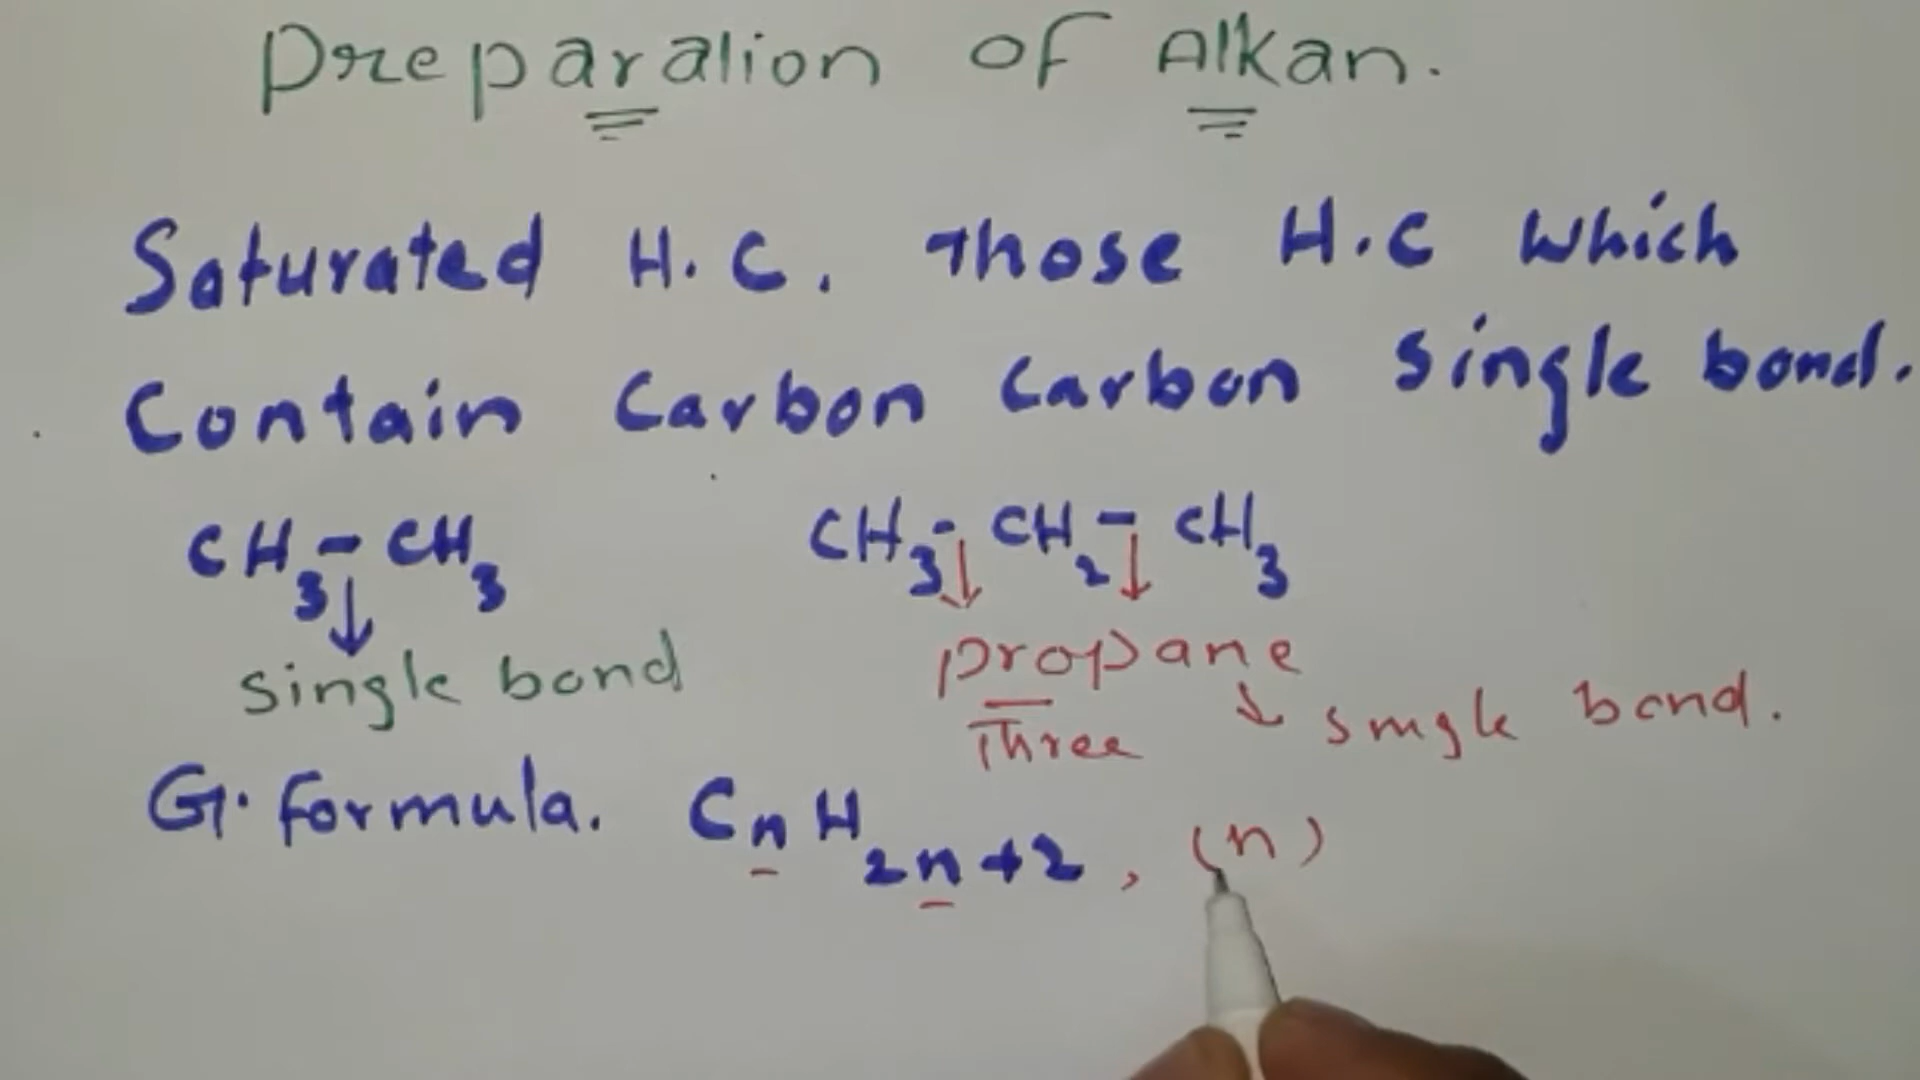 Preparalion of Alkan.
Saturated H.C. Those H.C which
Contain Carbon Carbon Single bond.
CH3-CH3 CH3-CH2-CH3
↓ ↓ ↓
single bond propane
Three ↓ smgle bond.
G. formula. CnH2n+2, (n)